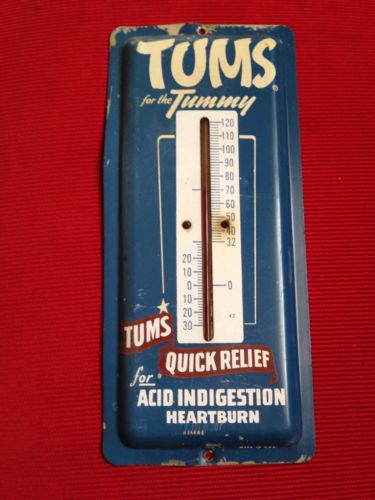 TUMS
for the Tummy
120
110
100
90
80
70
60
50
40
32
20
10
0 0
10
20
30
TUMS
QUICK RELIEF
for ACID INDIGESTION
HEARTBURN